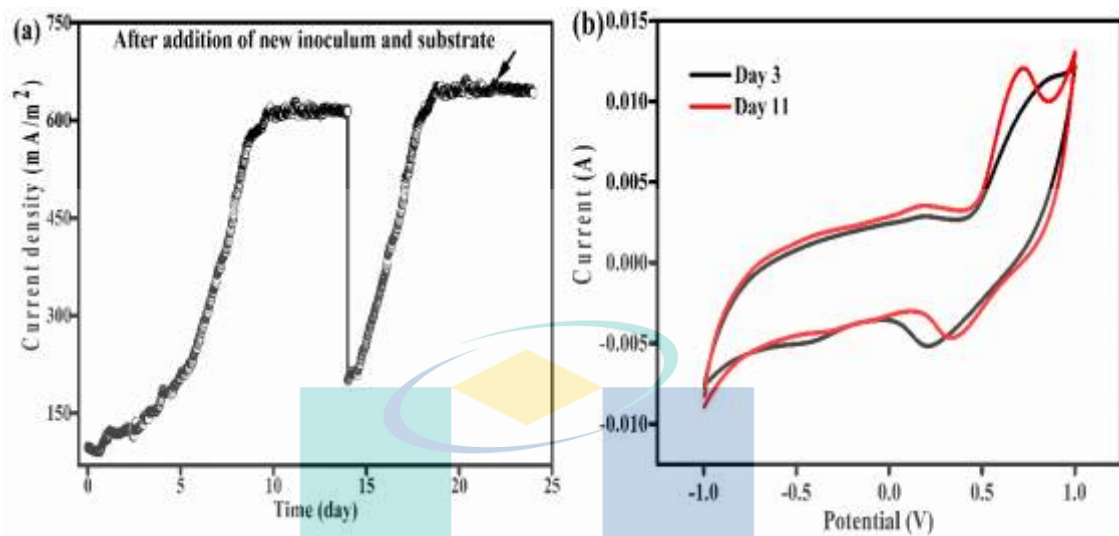 (a)
After addition of new inoculum and substrate
750
600
450
300
150
Current density (mA/m²)
0 5 10 15 20 25
Time (day)
(b)
0.015
0.010
0.005
0.000
-0.005
-0.010
Current (A)
Day 3
Day 11
-1.0 -0.5 0.0 0.5 1.0
Potential (V)